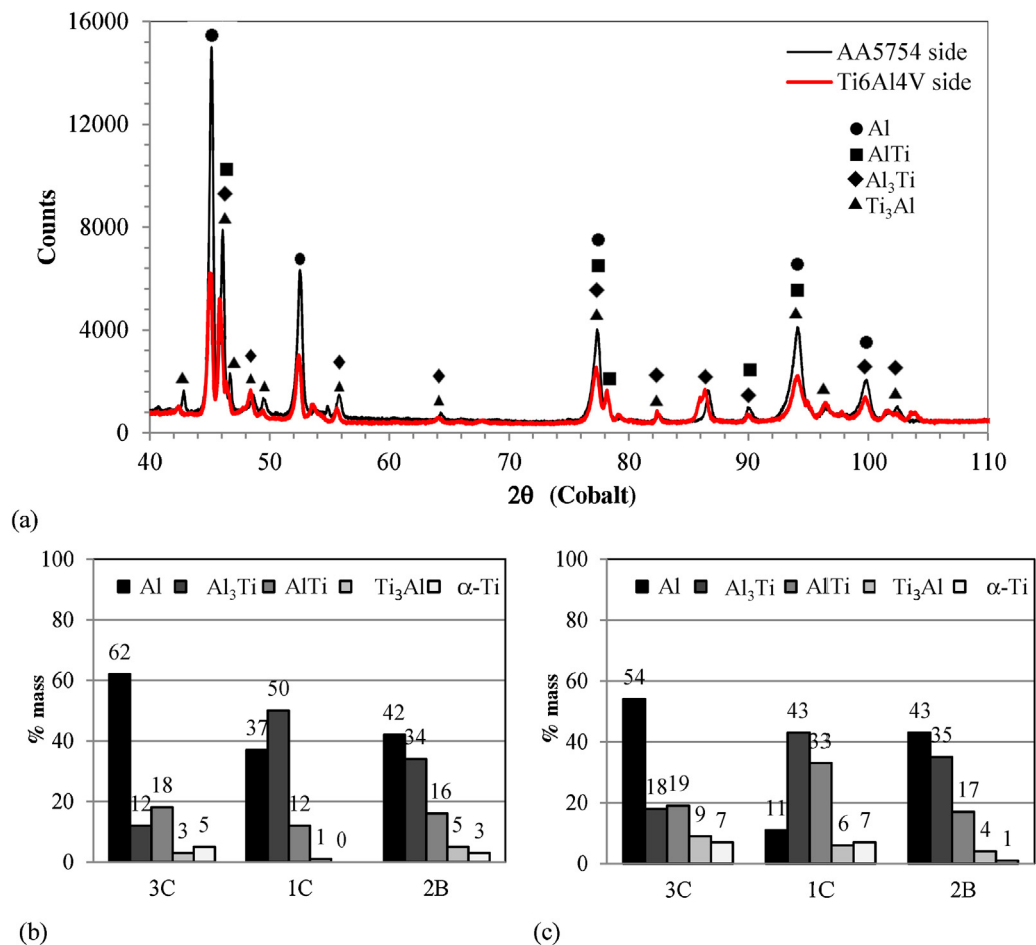 16000
12000
8000
4000
0
Counts
AA5754 side
Ti6Al4V side
Al
AlTi
Al₃Ti
Ti₃Al
40 50 60 70 80 90 100 110
2θ (Cobalt)
(a)
100
80
60
40
20
0
% mass
Al Al₃Ti AlTi Ti₃Al α-Ti
62 12 18 3 5
37 50 12 1 0
42 34 16 5 3
3C 1C 2B
(b)
100
80
60
40
20
0
% mass
Al Al₃Ti AlTi Ti₃Al α-Ti
54 18 19 9 7
11 43 33 6 7
43 35 17 4 1
3C 1C 2B
(c)